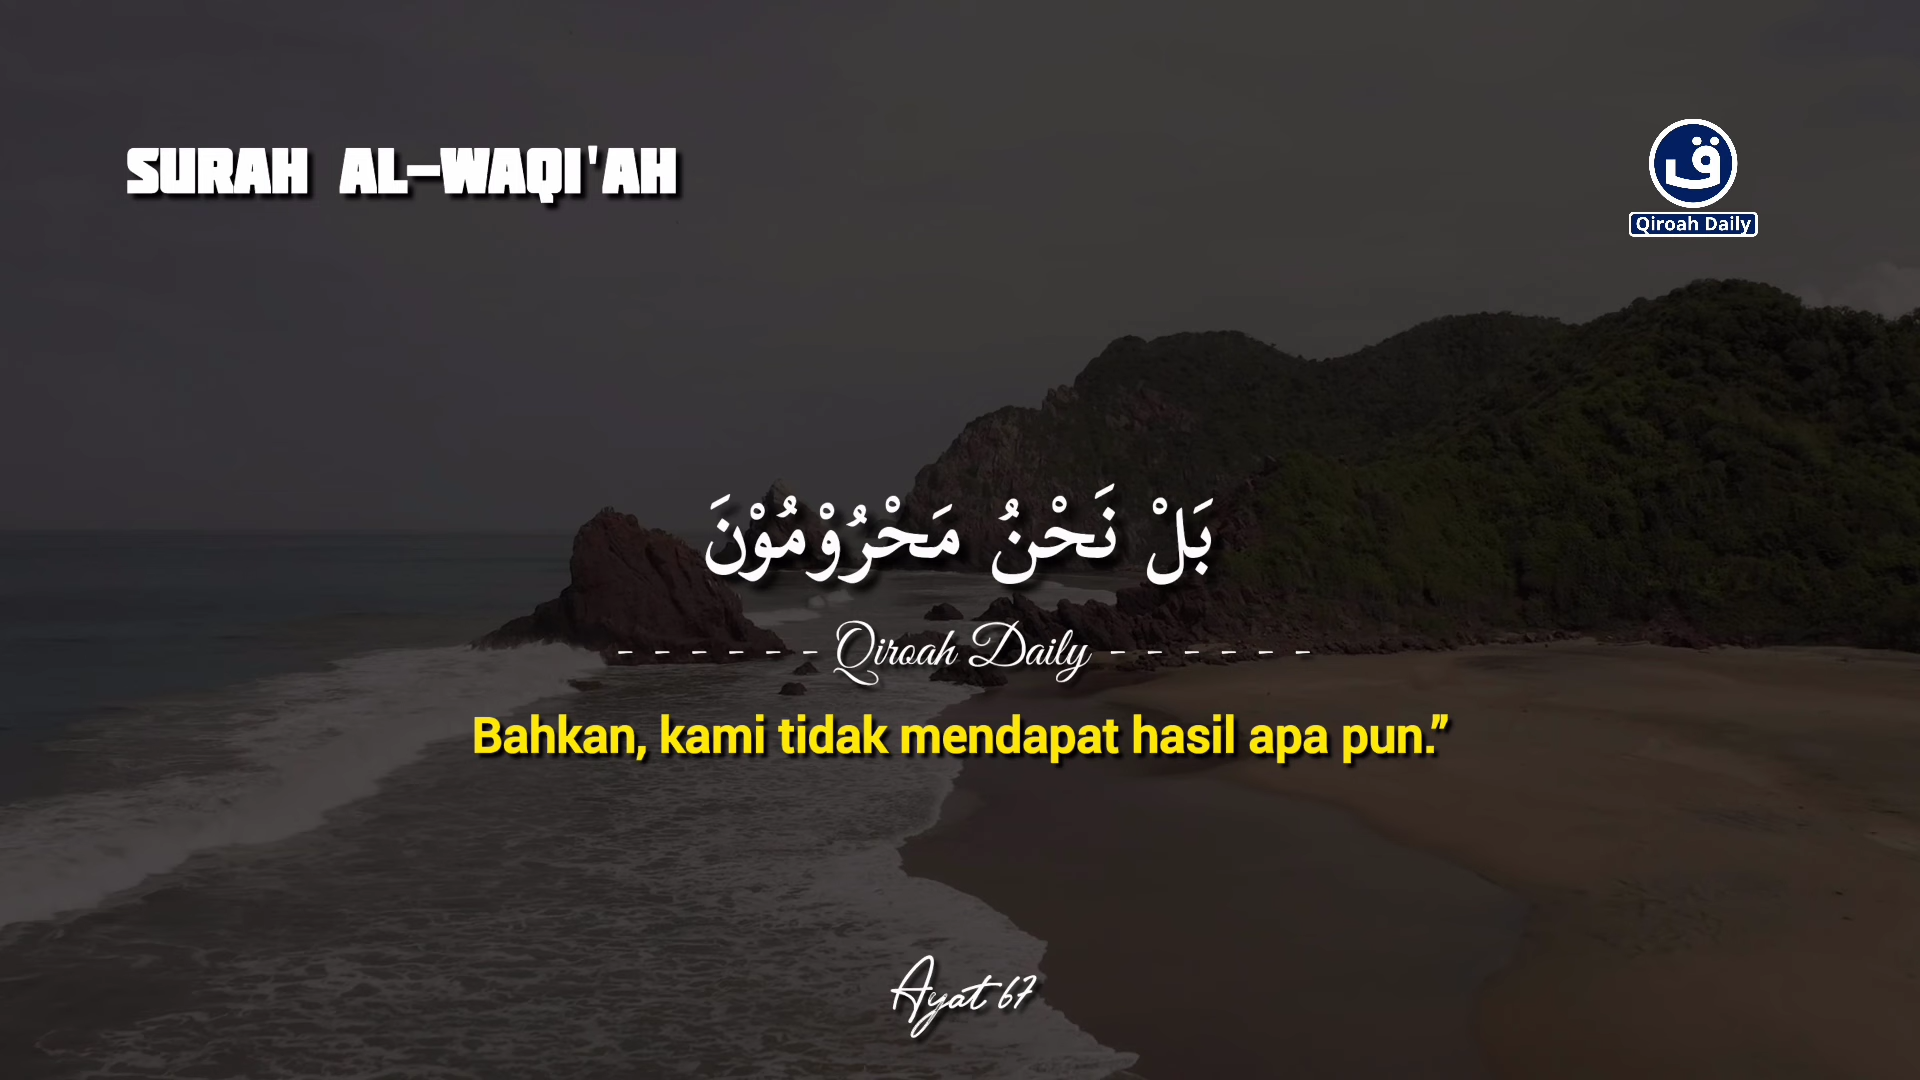 SURAH AL-WAQI'AH
ق
Qiroah Daily
بَلْ نَحْنُ مَحْرُوْمُوْنَ
- - - - - - Qiroah Daily - - - - - -
Bahkan, kami tidak mendapat hasil apa pun.”
Ayat 67